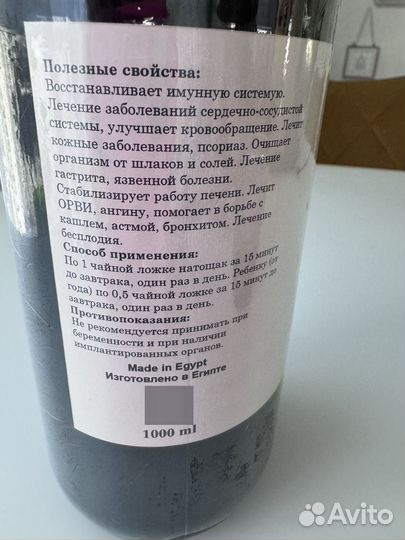 Полезные свойства:
Восстанавливает имунную системую.
Лечение заболеваний сердечно-сосудистой
системы, улучшает кровообращение. Лечит
кожные заболевания, псориаз. Очищает
организм от шлаков и солей. Лечение
гастрита, язвенной болезни.
Стабилизирует работу печени. Лечит
ОРВИ, ангину, помогает в борьбе с
кашлем, астмой, бронхитом. Лечение
бесплодия.
Способ применения:
По 1 чайной ложке натощак за 15 минут
до завтрака, один раз в день. Ребенку (от
года) по 0,5 чайной ложке за 15 минут до
завтрака, один раз в день.
Противопоказания:
Не рекомендуется принимать при
беременности и при наличии
имплантированных органов.
Made in Egypt
Изготовлено в Египте
1000 ml
Avito